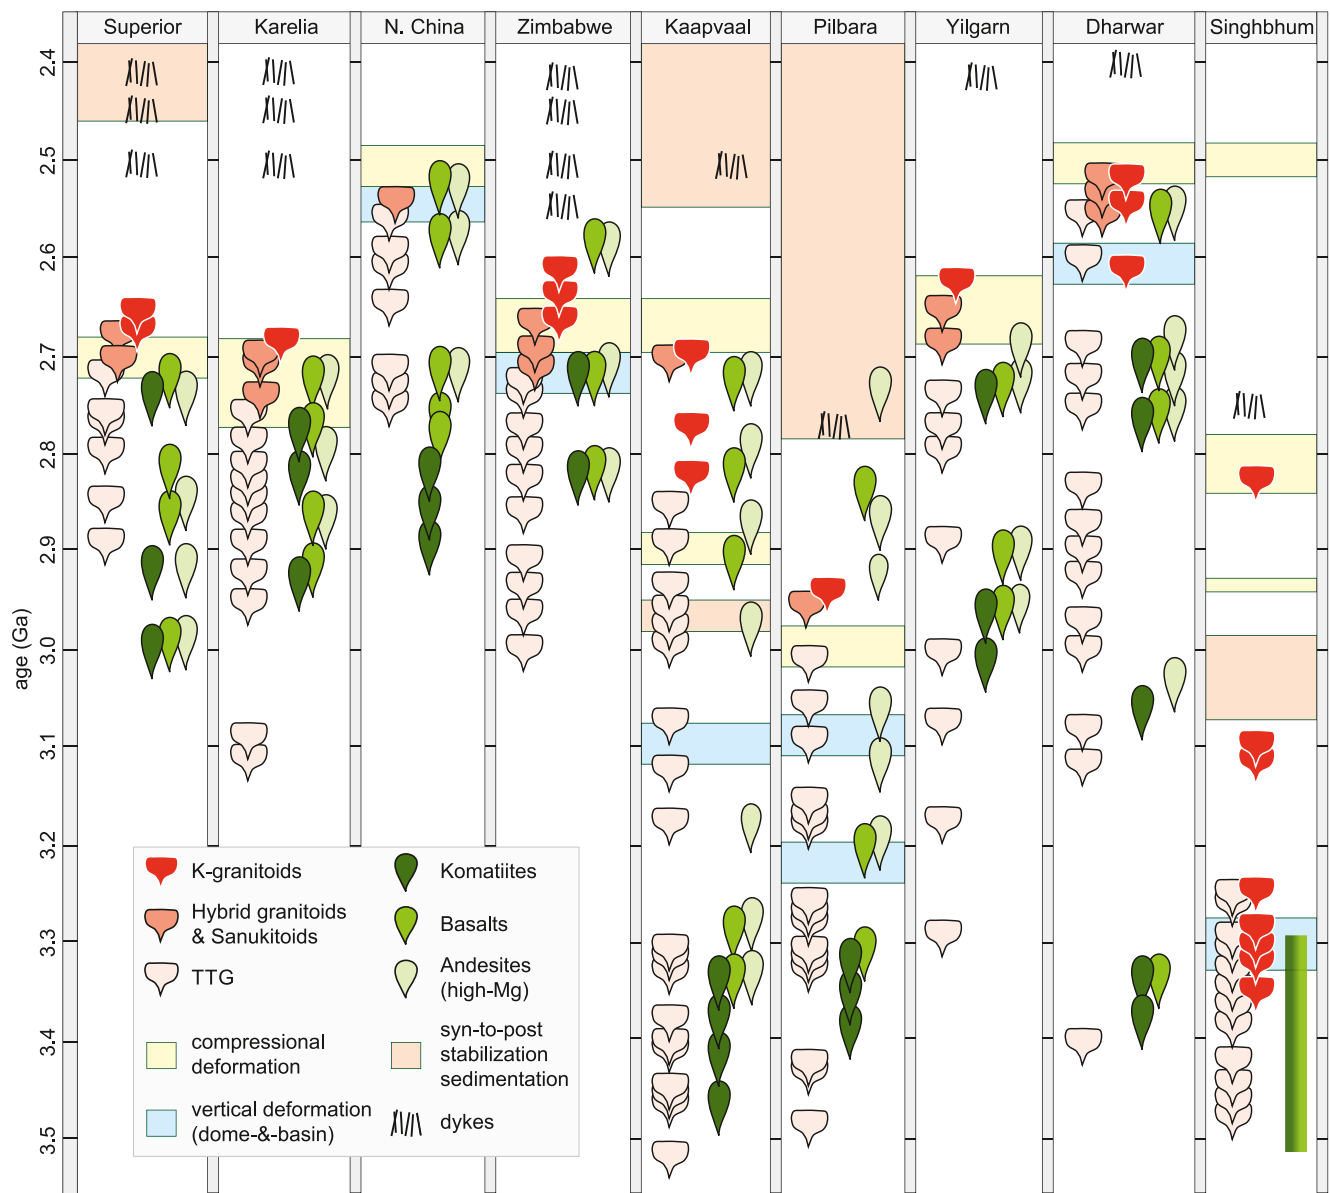 Superior
Karelia
N. China
Zimbabwe
Kaapvaal
Pilbara
Yilgarn
Dharwar
Singhbhum
age (Ga)
2.4
2.5
2.6
2.7
2.8
2.9
3.0
3.1
3.2
3.3
3.4
3.5
K-granitoids
Hybrid granitoids
& Sanukitoids
TTG
compressional
deformation
vertical deformation
(dome-&-basin)
Komatiites
Basalts
Andesites
(high-Mg)
syn-to-post
stabilization
sedimentation
dykes